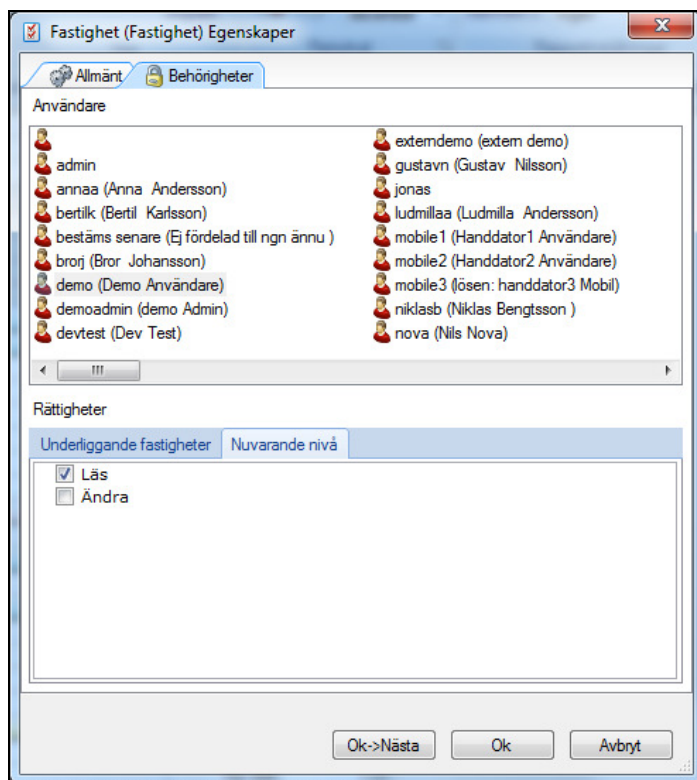 Fastighet (Fastighet) Egenskaper
Allmänt
Behörigheter
Användare
admin
annaa (Anna Andersson)
bertilk (Bertil Karlsson)
bestäms senare (Ej fördelad till ngn ännu )
brorj (Bror Johansson)
demo (Demo Användare)
demoadmin (demo Admin)
devtest (Dev Test)
externdemo (extern demo)
gustavn (Gustav Nilsson)
jonas
ludmillaa (Ludmilla Andersson)
mobile1 (Handdator1 Användare)
mobile2 (Handdator2 Användare)
mobile3 (lösen: handdator3 Mobil)
niklasb (Niklas Bengtsson )
nova (Nils Nova)
Rättigheter
Underliggande fastigheter
Nuvarande nivå
Läs
Ändra
Ok->Nästa
Ok
Avbryt